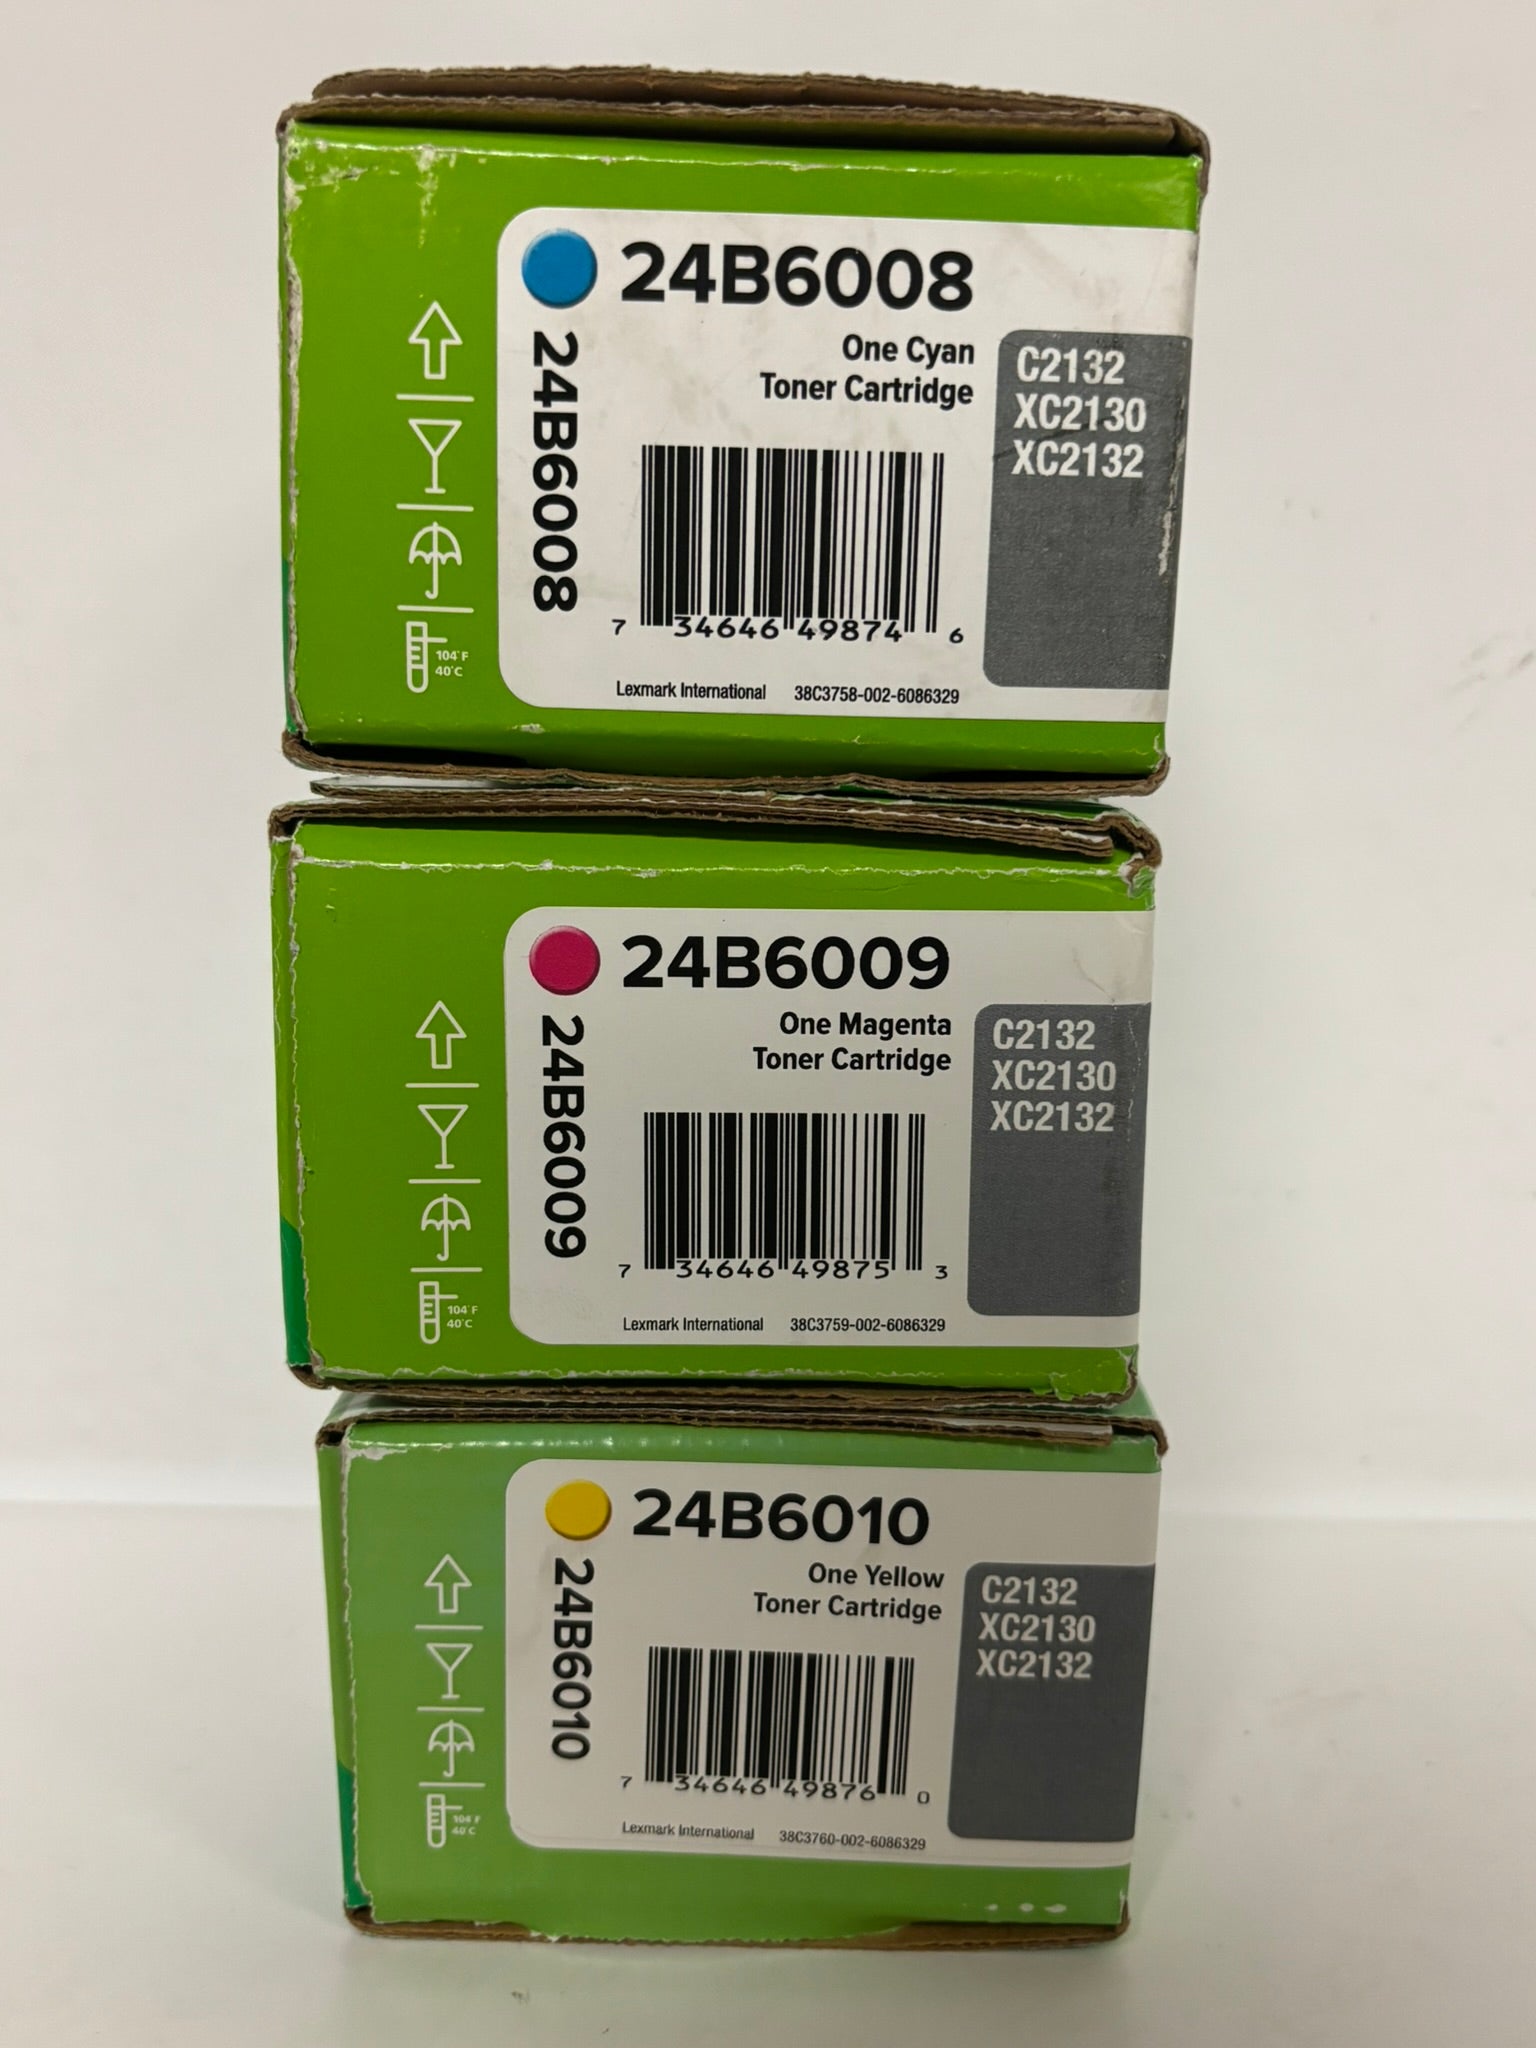 24B6008
24B6008
One Cyan
Toner Cartridge
C2132
XC2130
XC2132
7 34646 49874 6
104°F
40°C
Lexmark International 38C3758-002-6086329
24B6009
24B6009
One Magenta
Toner Cartridge
C2132
XC2130
XC2132
7 34646 49875 3
104°F
40°C
Lexmark International 38C3759-002-6086329
24B6010
24B6010
One Yellow
Toner Cartridge
C2132
XC2130
XC2132
7 34646 49876 0
104°F
40°C
Lexmark International 38C3760-002-6086329